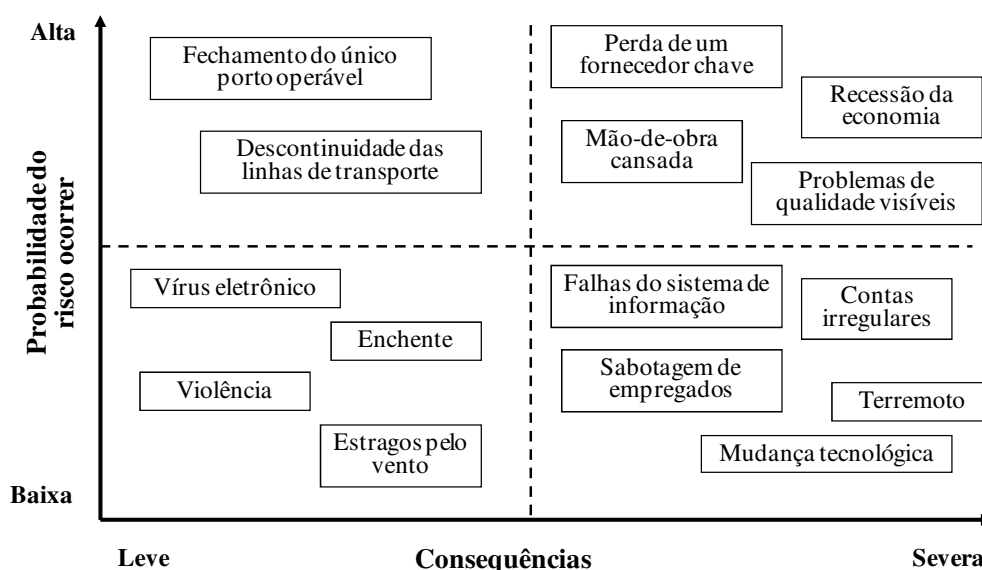 Alta
Fechamento do único
porto operável
Perda de um
fornecedor chave
Recessão da
economia
Descontinuidade das
linhas de transporte
Mão-de-obra
cansada
Problemas de
qualidade visíveis
Probabilidade do
risco ocorrer
Vírus eletrônico
Falhas do sistema de
informação
Contas
irregulares
Enchente
Violência
Sabotagem de
empregados
Terremoto
Estragos pelo
vento
Mudança tecnológica
Baixa
Leve
Consequências
Severa